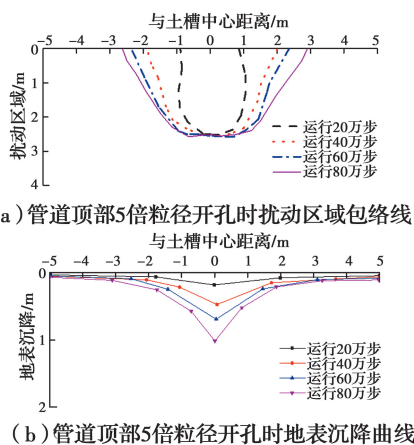 与土槽中心距离/m
-5 -4 -3 -2 -1 0 1 2 3 4 5
0
1
2
3
4
扰动区域/m
运行20万步
运行40万步
运行60万步
运行80万步
a）管道顶部5倍粒径开孔时扰动区域包络线
与土槽中心距离/m
-5 -4 -3 -2 -1 0 1 2 3 4 5
0
1
2
地表沉降/m
运行20万步
运行40万步
运行60万步
运行80万步
（b）管道顶部5倍粒径开孔时地表沉降曲线